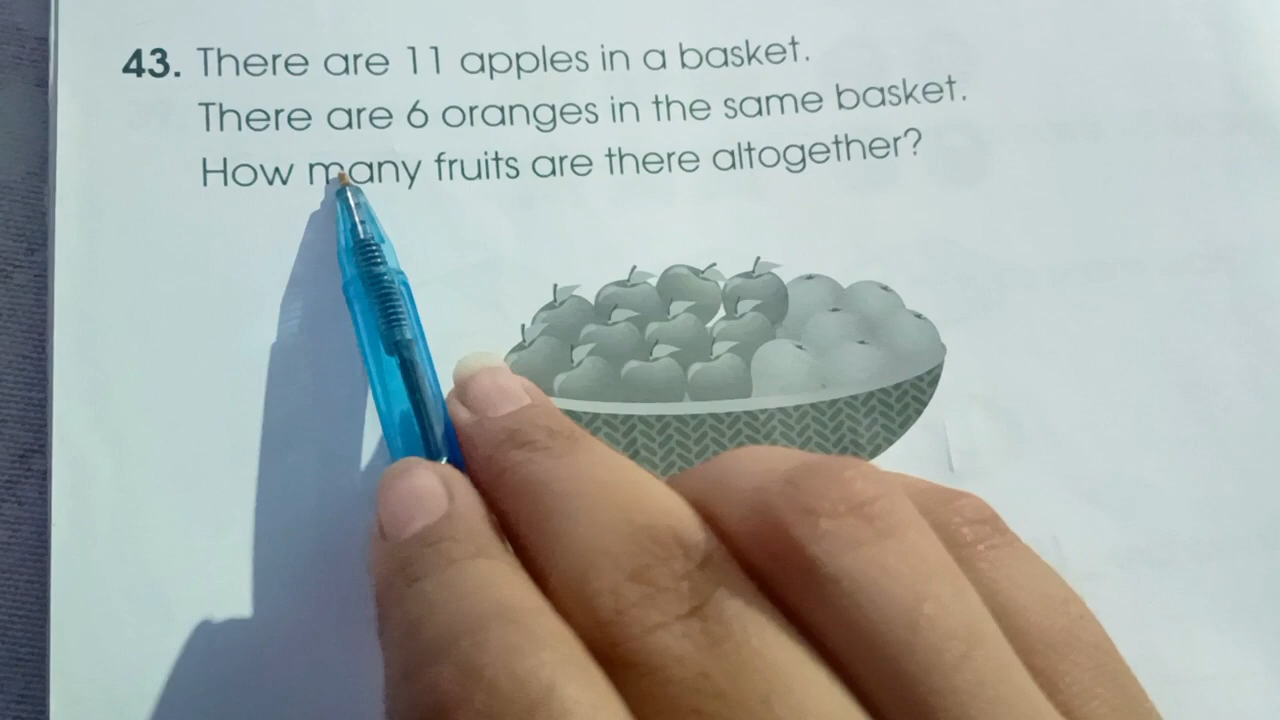 43. There are 11 apples in a basket.
There are 6 oranges in the same basket.
How many fruits are there altogether?